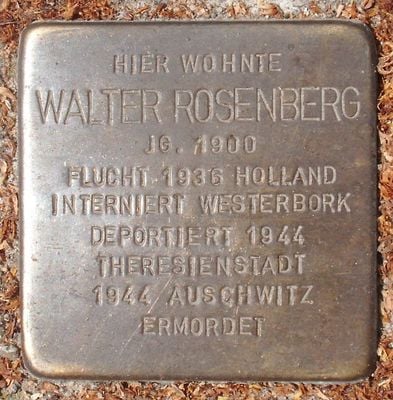 HIER WOHNTE
WALTER ROSENBERG
JG. 1900
FLUCHT 1936 HOLLAND
INTERNIERT WESTERBORK
DEPORTIERT 1944
THERESIENSTADT
1944 AUSCHWITZ
ERMORDET